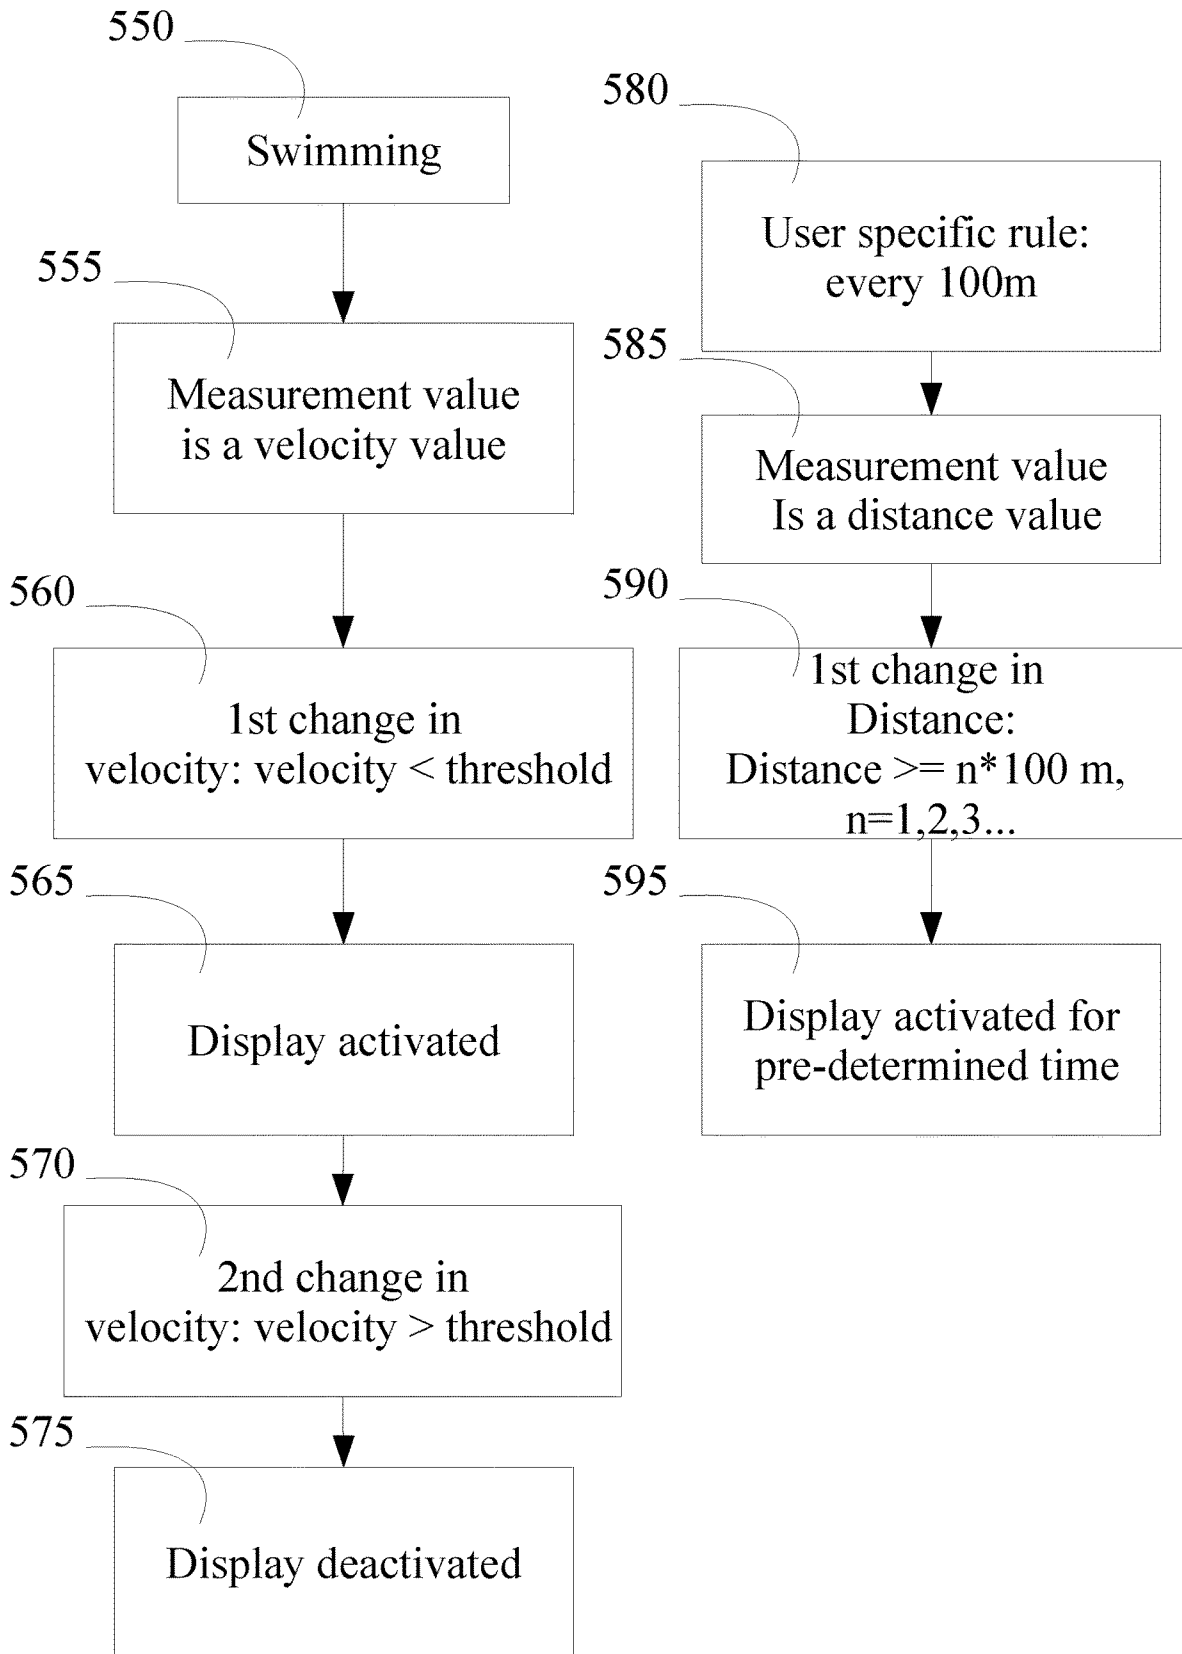 550
Swimming
555
Measurement value
is a velocity value
560
1st change in
velocity: velocity < threshold
565
Display activated
570
2nd change in
velocity: velocity > threshold
575
Display deactivated
580
User specific rule:
every 100m
585
Measurement value
Is a distance value
590
1st change in
Distance:
Distance >= n*100 m,
n=1,2,3...
595
Display activated for
pre-determined time